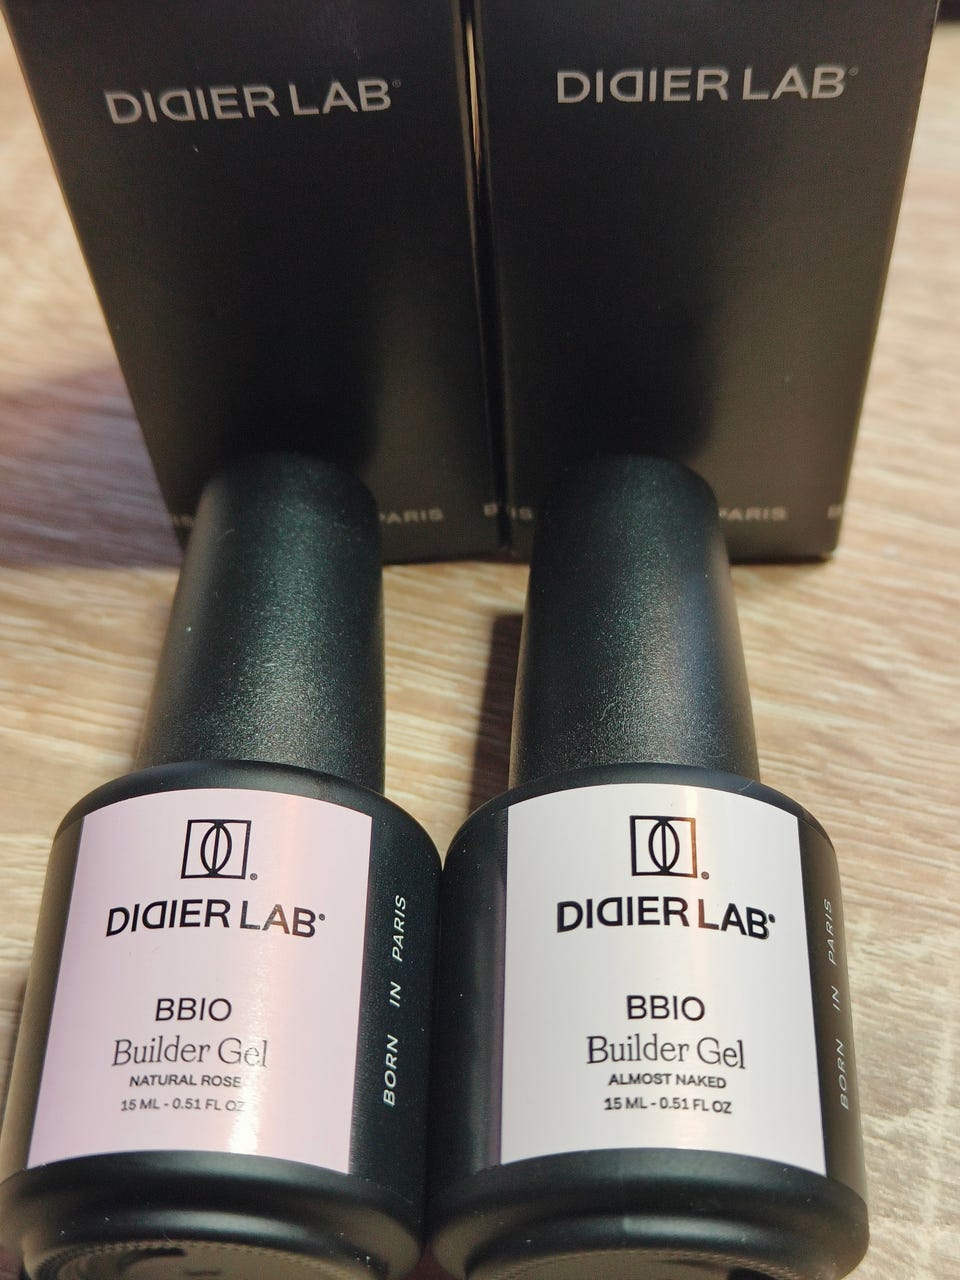 DIDIER LAB
DIDIER LAB
PARIS
PARIS
DIDIER LAB®
BBIO
Builder Gel
NATURAL ROSE
15 ML - 0.51 FL OZ
BORN IN PARIS
DIDIER LAB®
BBIO
Builder Gel
ALMOST NAKED
15 ML - 0.51 FL OZ
BORN IN PARIS